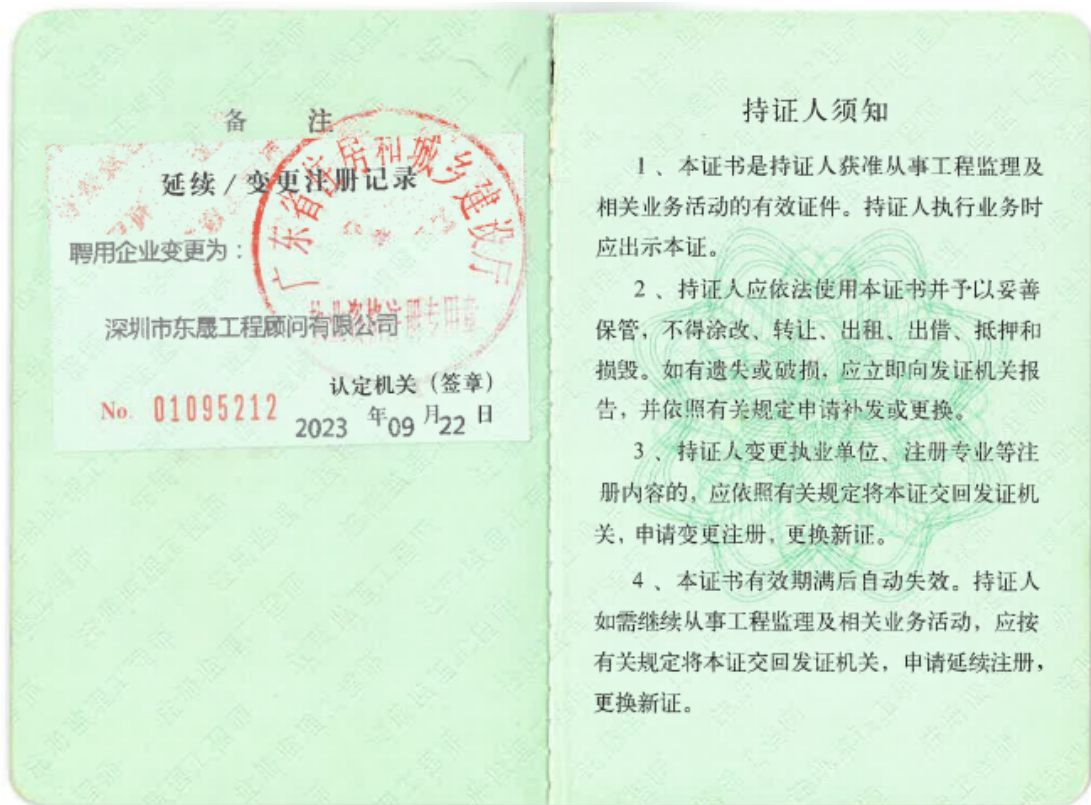 备 注
延续/变更注册记录
聘用企业变更为：
深圳市东晟工程顾问有限公司
广东省住房和城乡建设厅
认定机关（签章）
No. 01095212
2023 年 09 月 22 日
持证人须知
1、本证书是持证人获准从事工程监理及
相关业务活动的有效证件。持证人执行业务时
应出示本证。
2、持证人应依法使用本证书并予以妥善
保管，不得涂改、转让、出租、出借、抵押和
损毁。如有遗失或破损，应立即向发证机关报
告，并依照有关规定申请补发或更换。
3、持证人变更执业单位、注册专业等注
册内容的，应依照有关规定将本证交回发证机
关，申请变更注册，更换新证。
4、本证书有效期满后自动失效。持证人
如需继续从事工程监理及相关业务活动，应按
有关规定将本证交回发证机关，申请延续注册，
更换新证。